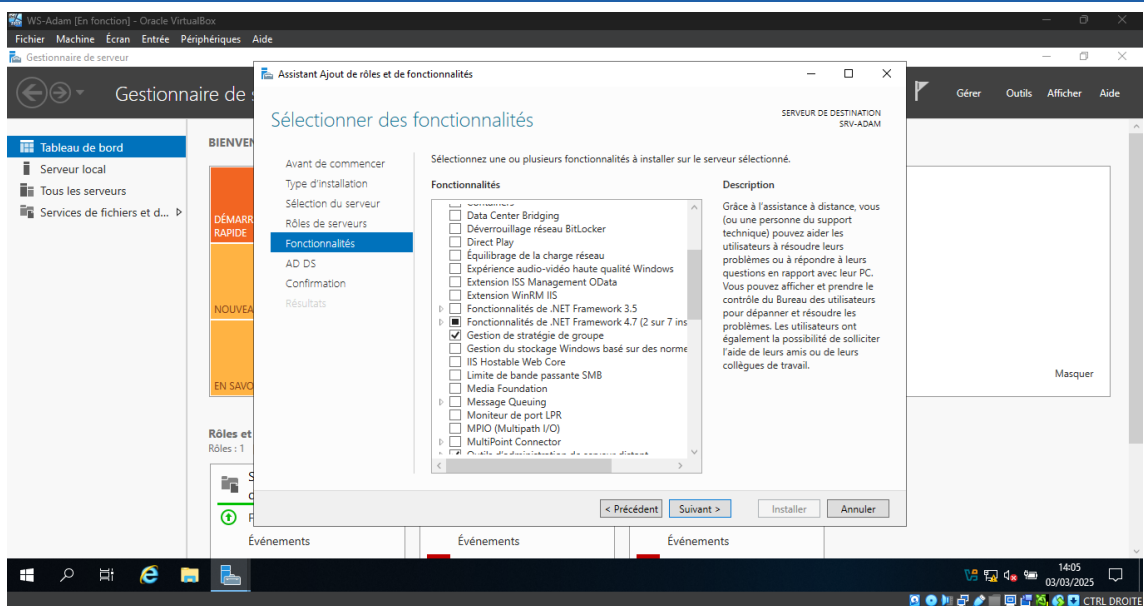 WS-Adam [En fonction] - Oracle VirtualBox
Fichier Machine Écran Entrée Périphériques Aide
Gestionnaire de serveur
Gestionnaire de
Gérer Outils Afficher Aide
Tableau de bord
Serveur local
Tous les serveurs
Services de fichiers et d...
BIENVEN
DÉMARR
RAPIDE
NOUVEA
EN SAVO
Masquer
Rôles et
Rôles : 1
Événements
Événements
Événements
Assistant Ajout de rôles et de fonctionnalités
Sélectionner des fonctionnalités
SERVEUR DE DESTINATION
SRV-ADAM
Avant de commencer
Type d'installation
Sélection du serveur
Rôles de serveurs
Fonctionnalités
AD DS
Confirmation
Résultats
Sélectionnez une ou plusieurs fonctionnalités à installer sur le serveur sélectionné.
Fonctionnalités
Data Center Bridging
Déverrouillage réseau BitLocker
Direct Play
Équilibrage de la charge réseau
Expérience audio-vidéo haute qualité Windows
Extension ISS Management OData
Extension WinRM IIS
Fonctionnalités de .NET Framework 3.5
Fonctionnalités de .NET Framework 4.7 (2 sur 7 ins
Gestion de stratégie de groupe
Gestion du stockage Windows basé sur des norme
IIS Hostable Web Core
Limite de bande passante SMB
Media Foundation
Message Queuing
Moniteur de port LPR
MPIO (Multipath I/O)
MultiPoint Connector
Outils d'administration de serveur distant
Description
Grâce à l'assistance à distance, vous
(ou une personne du support
technique) pouvez aider les
utilisateurs à résoudre leurs
problèmes ou à répondre à leurs
questions en rapport avec leur PC.
Vous pouvez afficher et prendre le
contrôle du Bureau des utilisateurs
pour dépanner et résoudre les
problèmes. Les utilisateurs ont
également la possibilité de solliciter
l'aide de leurs amis ou de leurs
collègues de travail.
< Précédent Suivant > Installer Annuler
14:05
03/03/2025
CTRL DROITE